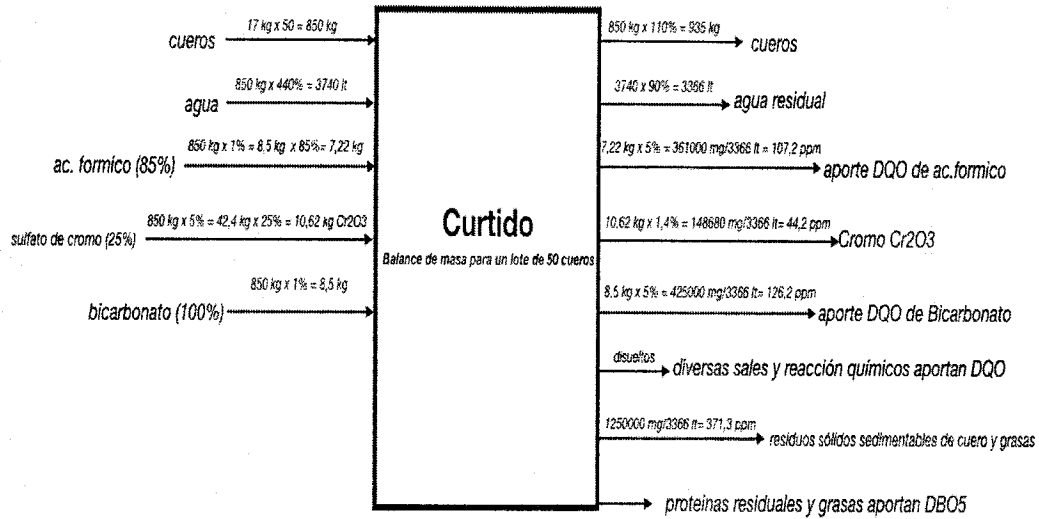 17 kg x 50 = 850 kg
cueros
850 kg x 440% = 3740 lt
agua
850 kg x 1% = 8,5 kg x 85% = 7,22 kg
ac. formico (85%)
850 kg x 5% = 42,4 kg x 25% = 10,62 kg Cr2O3
sulfato de cromo (25%)
850 kg x 1% = 8,5 kg
bicarbonato (100%)
Curtido
Balance de masa para un lote de 50 cueros
850 kg x 110% = 935 kg
cueros
3740 x 90% = 3366 lt
agua residual
7,22 kg x 5% = 361000 mg/3366 lt = 107,2 ppm
aporte DQO de ac.formico
10,62 kg x 1,4% = 148680 mg/3366 lt= 44,2 ppm
Cromo Cr2O3
8,5 kg x 5% = 425000 mg/3366 lt= 126,2 ppm
aporte DQO de Bicarbonato
disueltos
diversas sales y reacción químicos aportan DQO
1250000 mg/3366 lt= 371,3 ppm
residuos sólidos sedimentables de cuero y grasas
proteinas residuales y grasas aportan DBO5